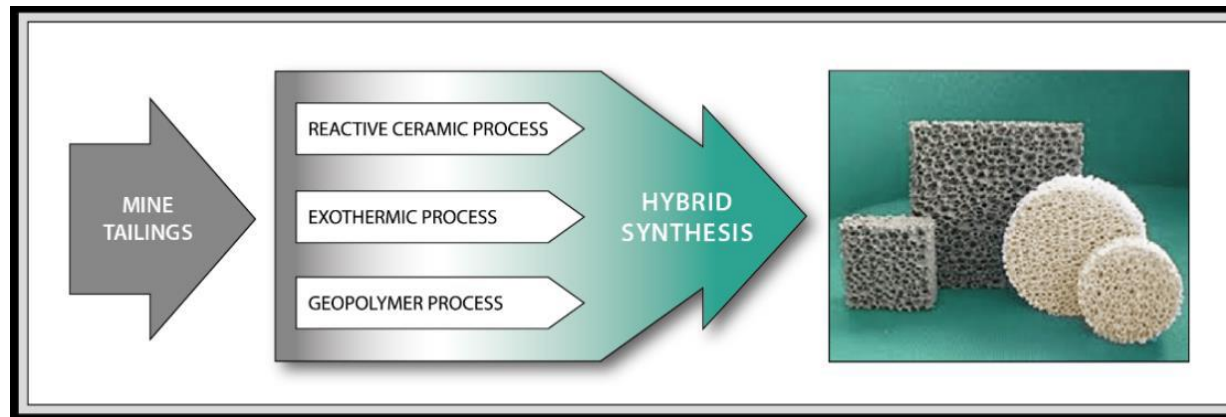 MINE
TAILINGS
REACTIVE CERAMIC PROCESS
EXOTHERMIC PROCESS
GEOPOLYMER PROCESS
HYBRID
SYNTHESIS